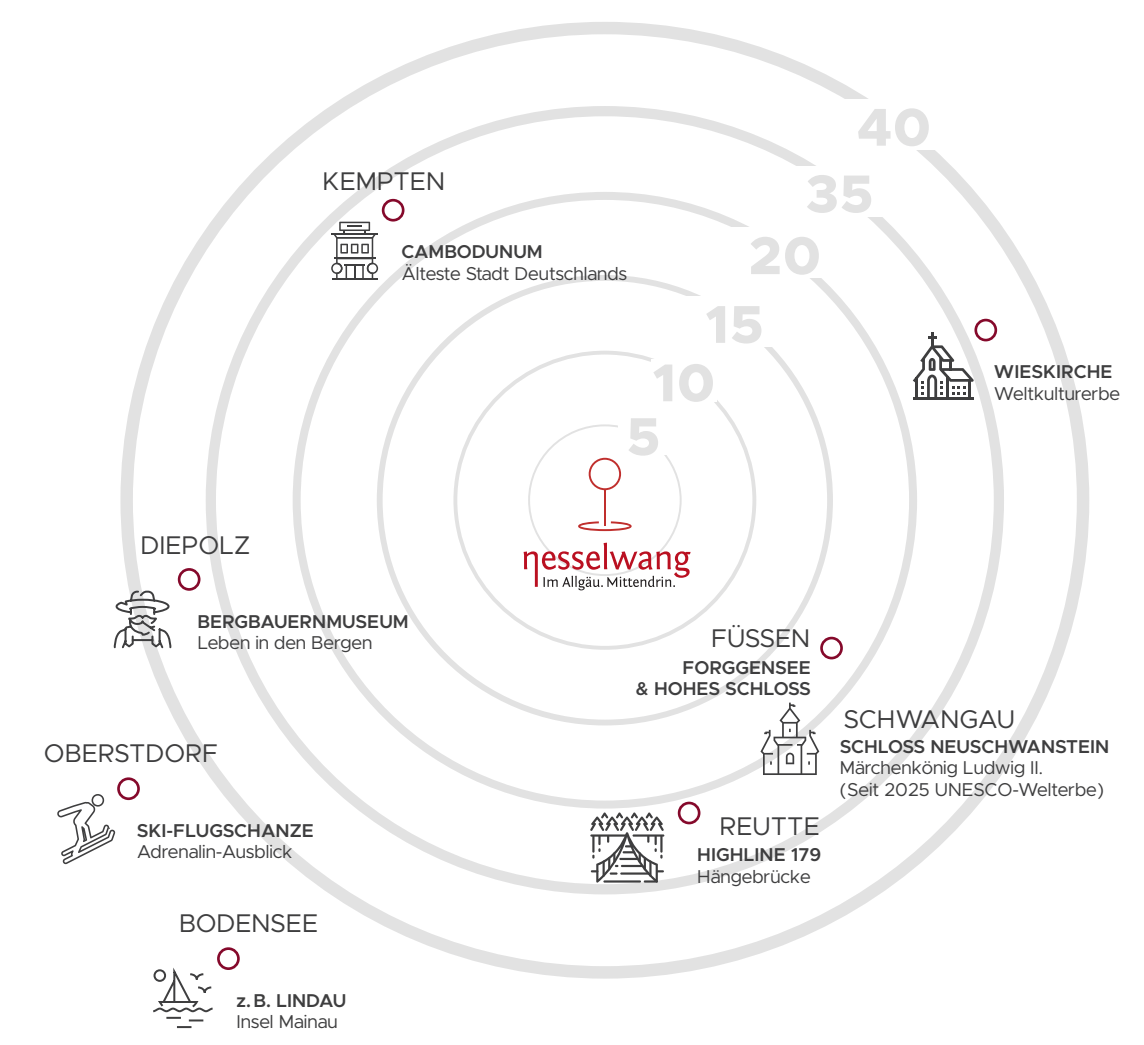 40
35
20
15
10
5
KEMPTEN
CAMBODUNUM
Älteste Stadt Deutschlands
WIESKIRCHE
Weltkulturerbe
nesselwang
Im Allgäu. Mittendrin.
DIEPOLZ
BERGBAUERNMUSEUM
Leben in den Bergen
FÜSSEN
FORGGENSEE
& HOHES SCHLOSS
SCHWANGAU
SCHLOSS NEUSCHWANSTEIN
Märchenkönig Ludwig II.
(Seit 2025 UNESCO-Welterbe)
OBERSTDORF
SKI-FLUGSCHANZE
Adrenalin-Ausblick
REUTTE
HIGHLINE 179
Hängebrücke
BODENSEE
z. B. LINDAU
Insel Mainau